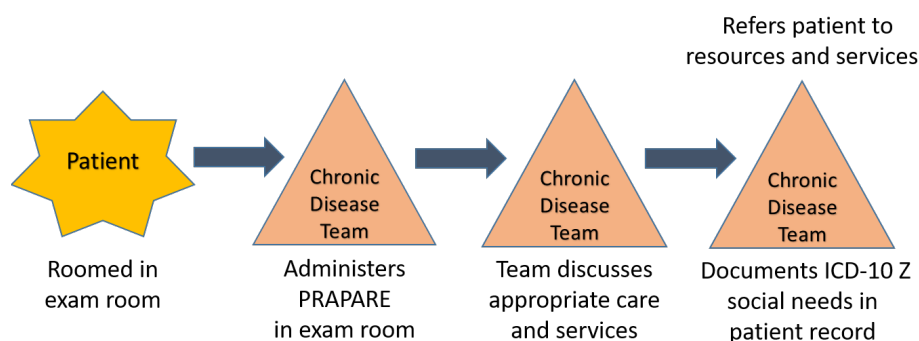 Refers patient to
resources and services
Patient
Chronic
Disease
Team
Chronic
Disease
Team
Chronic
Disease
Team
Roomed in
exam room
Administers
PRAPARE
in exam room
Team discusses
appropriate care
and services
Documents ICD-10 Z
social needs in
patient record